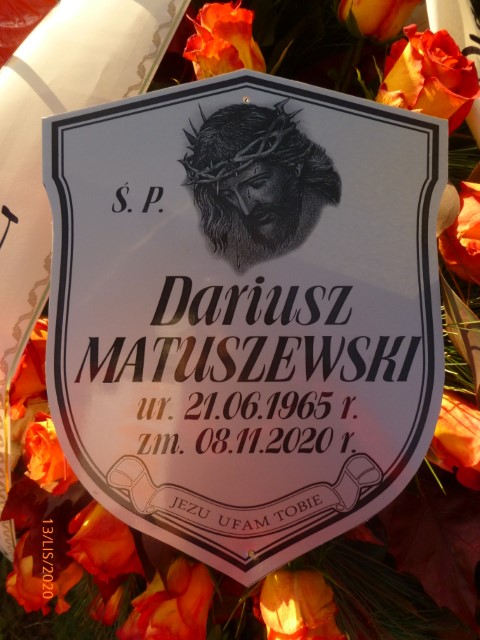 Ś. P.
Dariusz
MATUSZEWSKI
ur. 21.06.1965 r.
zm. 08.11.2020 r.
JEZU UFAM TOBIE
13/LIS/2020